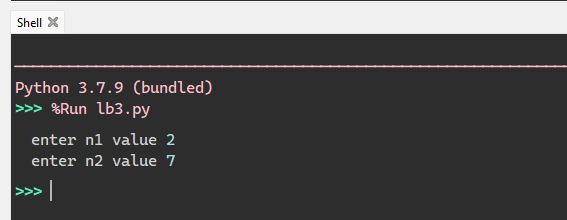 Shell
Python 3.7.9 (bundled)
>>> %Run lb3.py
enter n1 value 2
enter n2 value 7
>>>